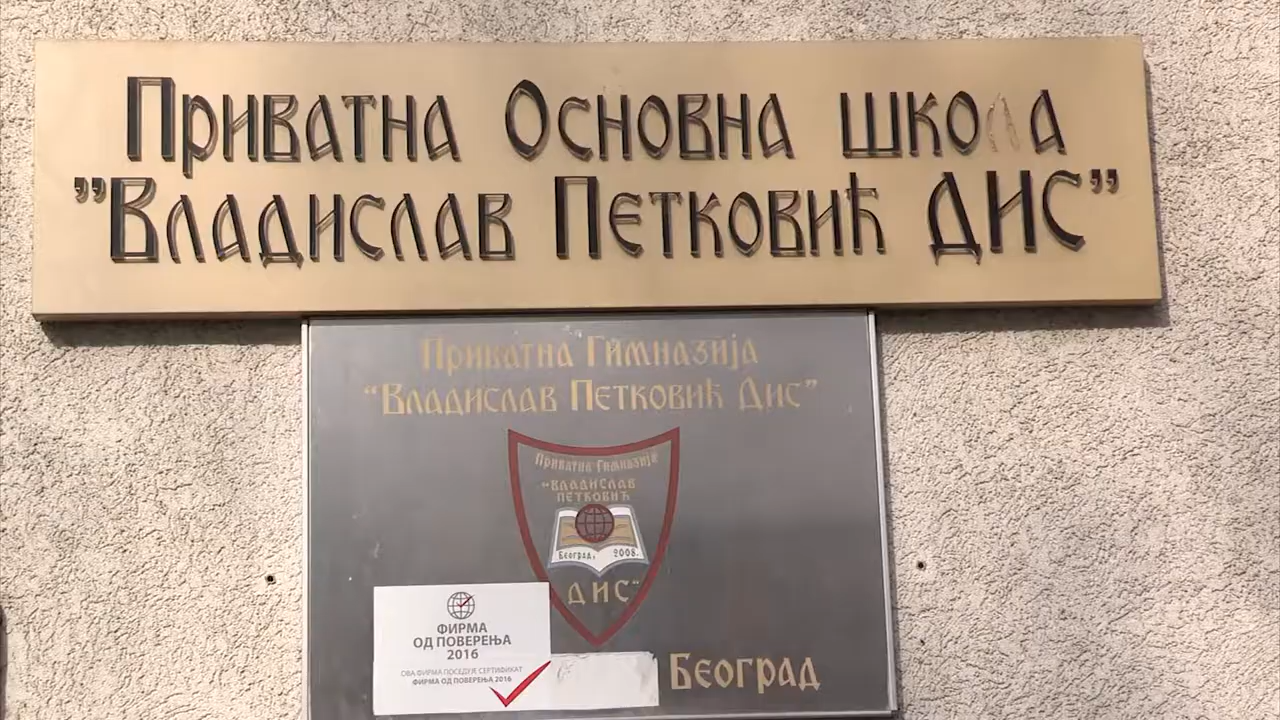 Приватна Основна школа
"Владислав Петковић ДИС"
Приватна Гимназија
"Владислав Петковић Дис"
Приватна Гимназија
"ВЛАДИСЛАВ
ПЕТКОВИЋ
Београд, 2008.
ДИС"
ФИРМА
ОД ПОВЕРЕЊА
2016
ОВА ФИРМА ПОСЕДУЈЕ СЕРТИФИКАТ
ФИРМА ОД ПОВЕРЕЊА 2016
Београд